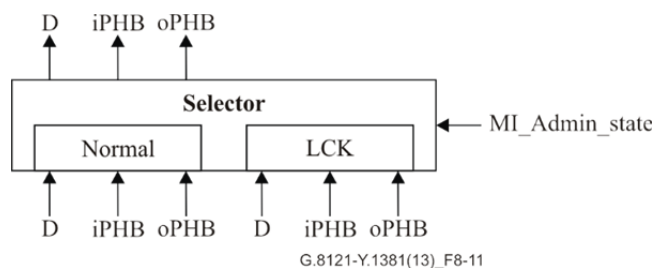 D iPHB oPHB
Selector
MI_Admin_state
Normal LCK
D iPHB oPHB D iPHB oPHB
G.8121-Y.1381(13)_F8-11